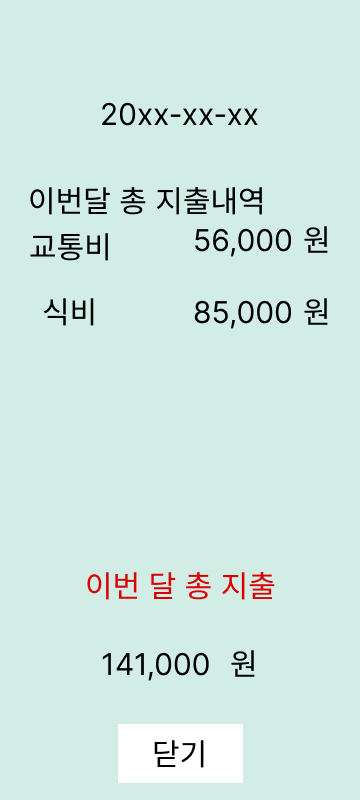 20xx-xx-xx
이번달 총 지출내역
교통비 56,000 원
식비 85,000 원
이번 달 총 지출
141,000 원
닫기